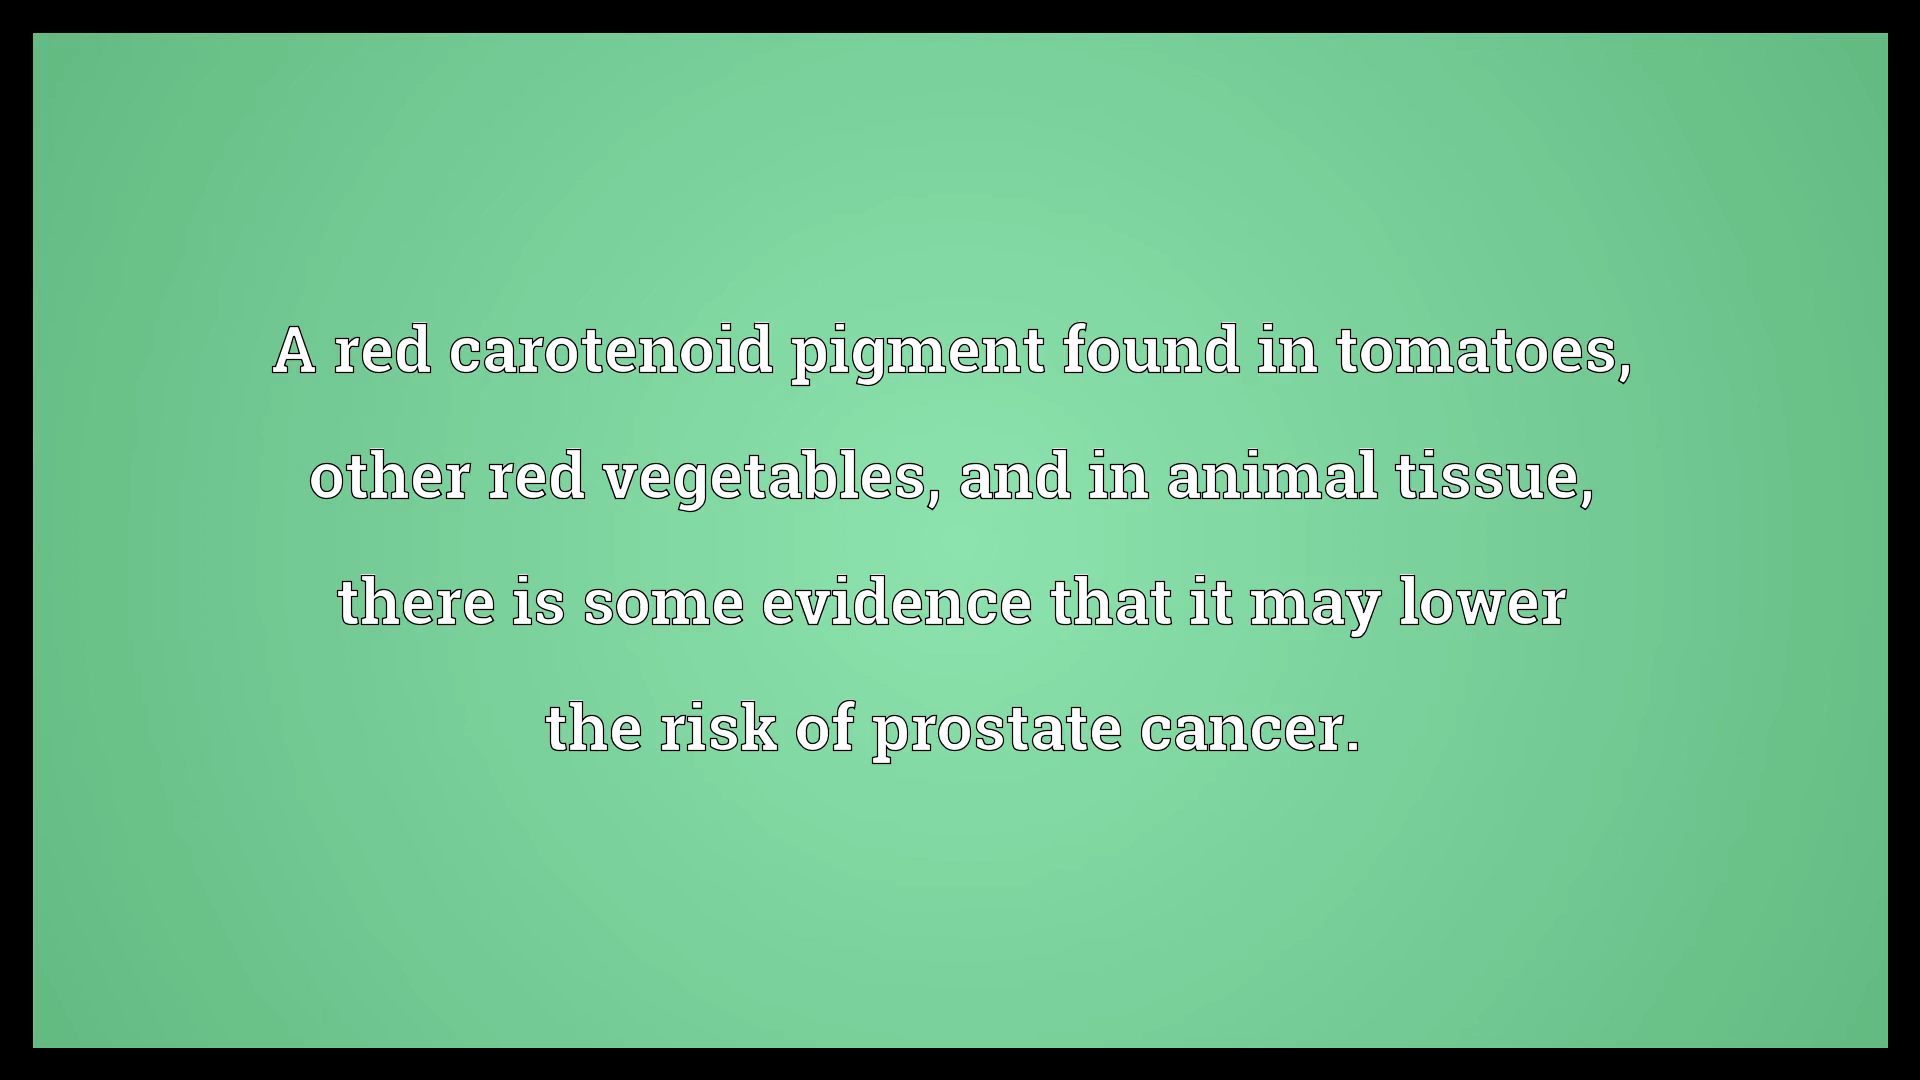 A red carotenoid pigment found in tomatoes,
other red vegetables, and in animal tissue,
there is some evidence that it may lower
the risk of prostate cancer.